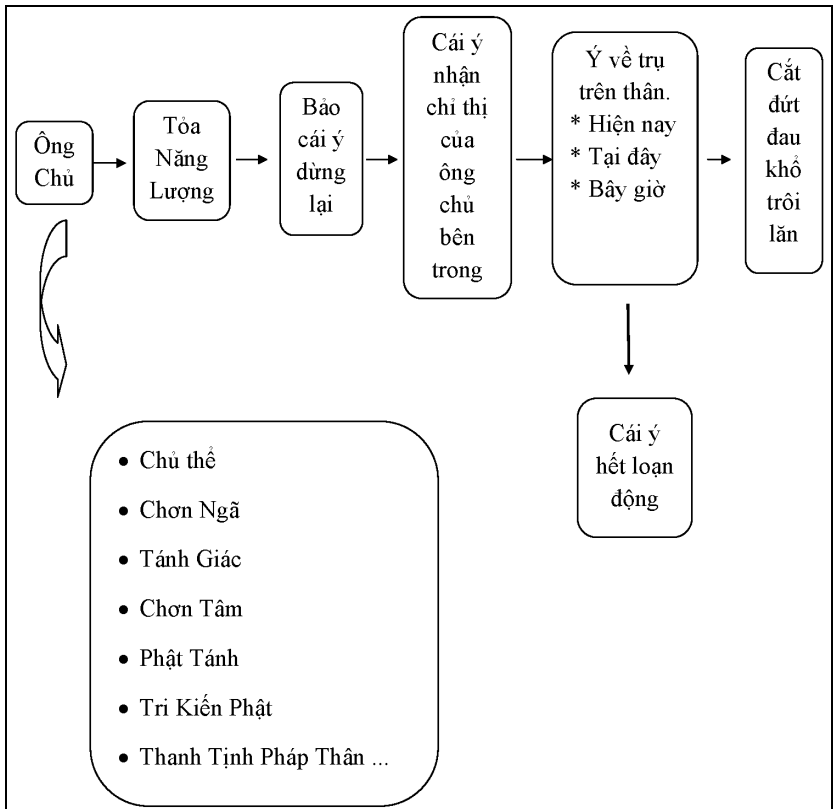 Ông
Chủ
Tỏa
Năng
Lượng
Bảo
cái ý
dừng
lại
Cái ý
nhận
chỉ thị
của
ông
chủ
bên
trong
Ý về trụ
trên thân.
* Hiện nay
* Tại đây
* Bây giờ
Cắt
đứt
đau
khổ
trôi
lăn
Cái ý
hết loạn
động
• Chủ thể
• Chơn Ngã
• Tánh Giác
• Chơn Tâm
• Phật Tánh
• Tri Kiến Phật
• Thanh Tịnh Pháp Thân ...